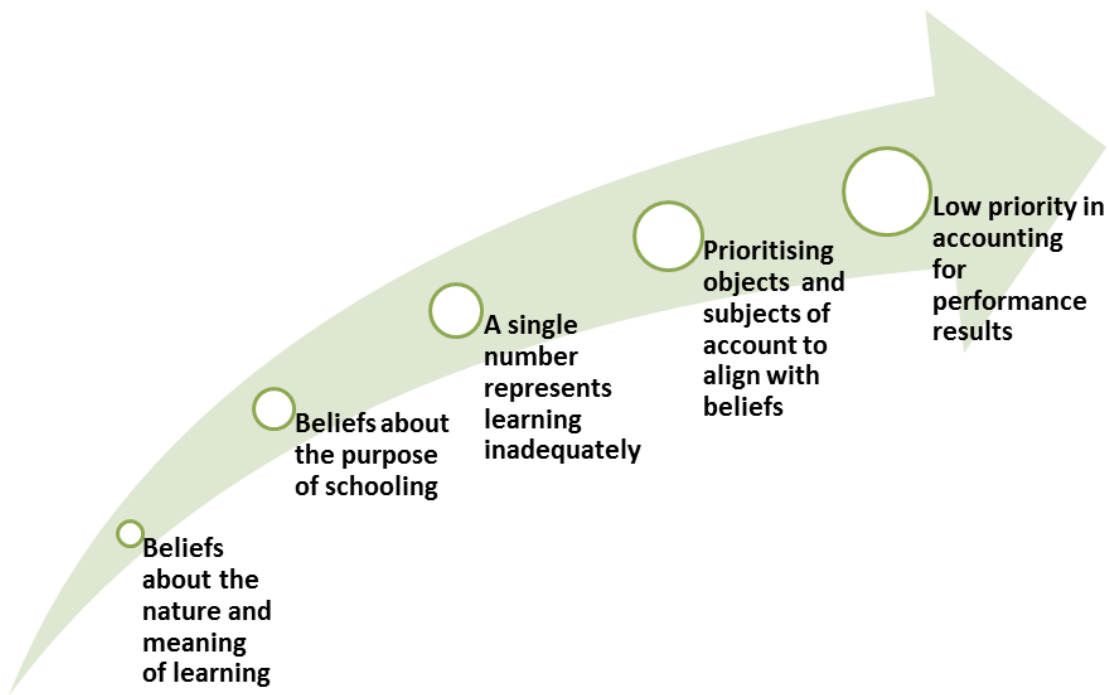 Beliefs
about the
nature and
meaning
of learning
Beliefs about
the purpose
of schooling
A single
number
represents
learning
inadequately
Prioritising
objects and
subjects of
account to
align with
beliefs
Low priority in
accounting
for
performance
results